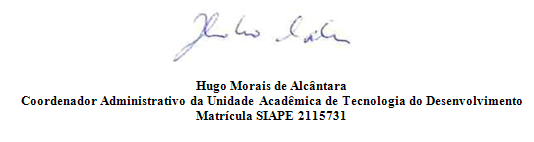 Hugo Morais de Alcântara
Coordenador Administrativo da Unidade Acadêmica de Tecnologia do Desenvolvimento
Matrícula SIAPE 2115731